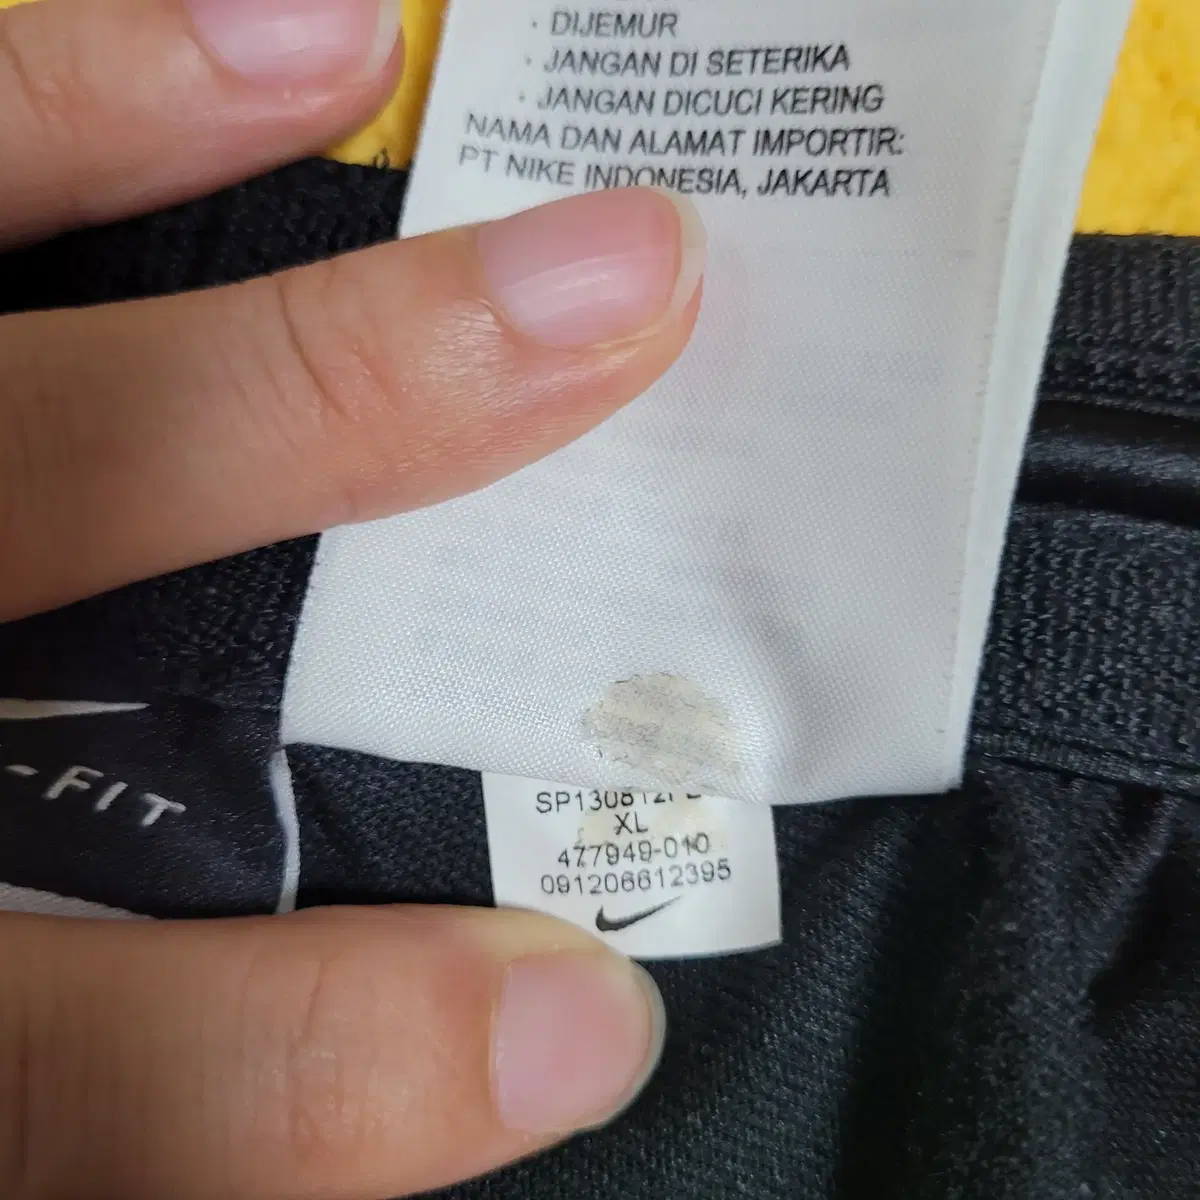 · DIJEMUR
· JANGAN DI SETERIKA
· JANGAN DICUCI KERING
NAMA DAN ALAMAT IMPORTIR:
PT NIKE INDONESIA, JAKARTA
-FIT
XL
477949-010
091206612395